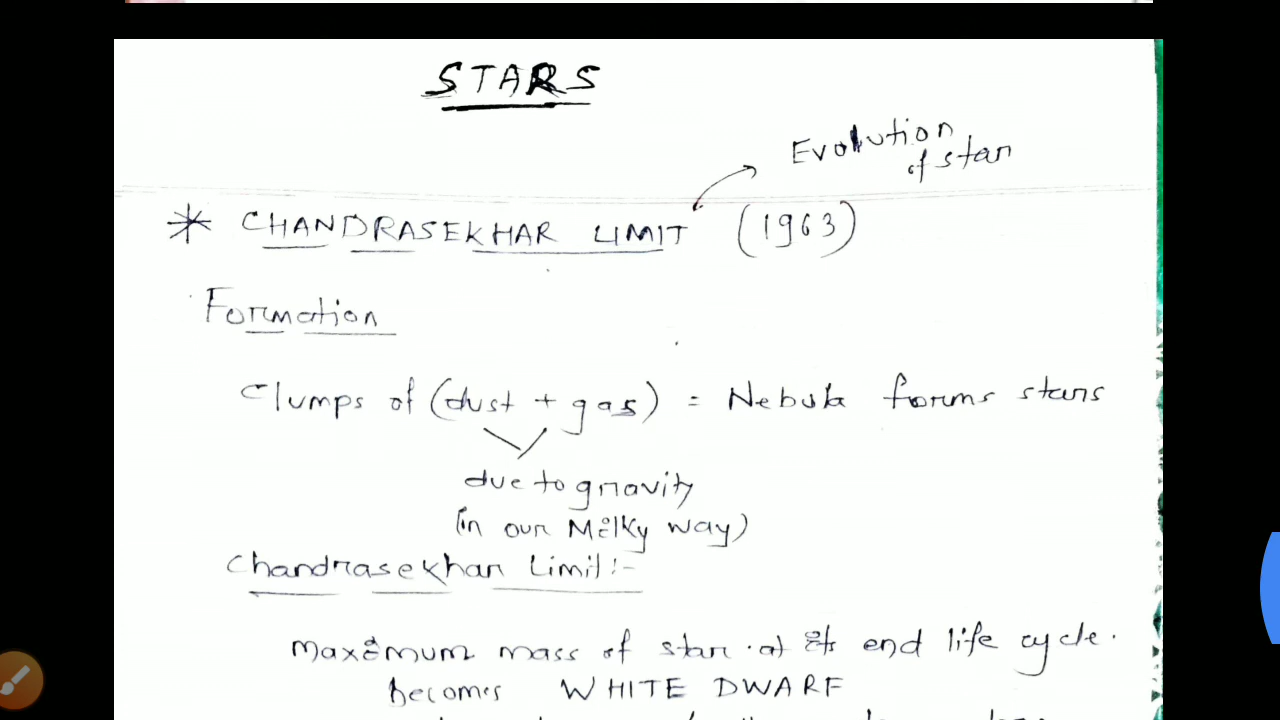 STARS
Evolution
of star
* CHANDRASEKHAR LIMIT (1963)
Formation
Clumps of (dust + gas) = Nebula forms stars
due to gravity
(in our Milky way)
Chandrasekhar Limit:-
Maximum mass of star at its end life cycle.
becomes WHITE DWARF